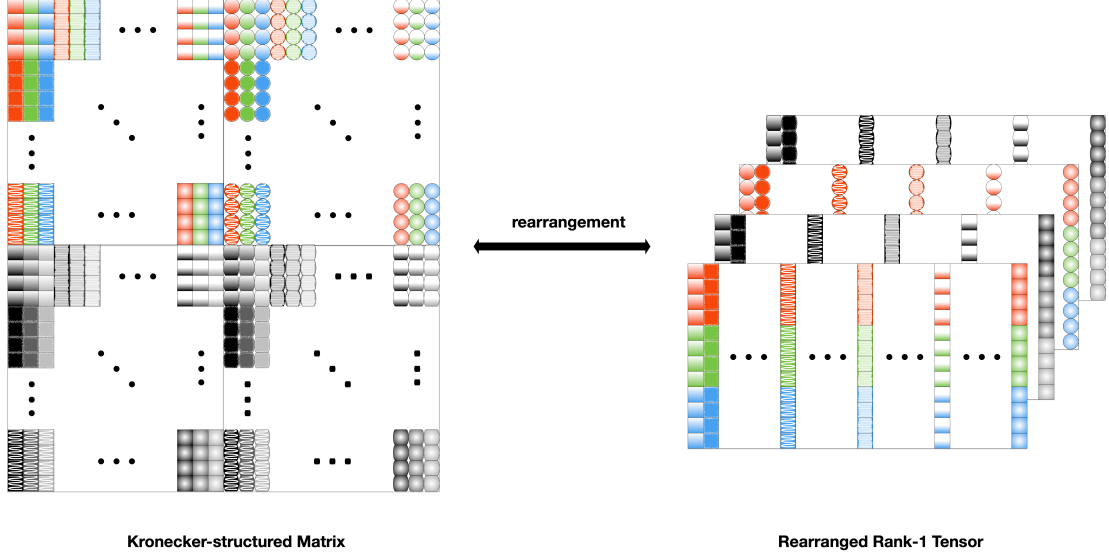 rearrangement
Kronecker-structured Matrix
Rearranged Rank-1 Tensor